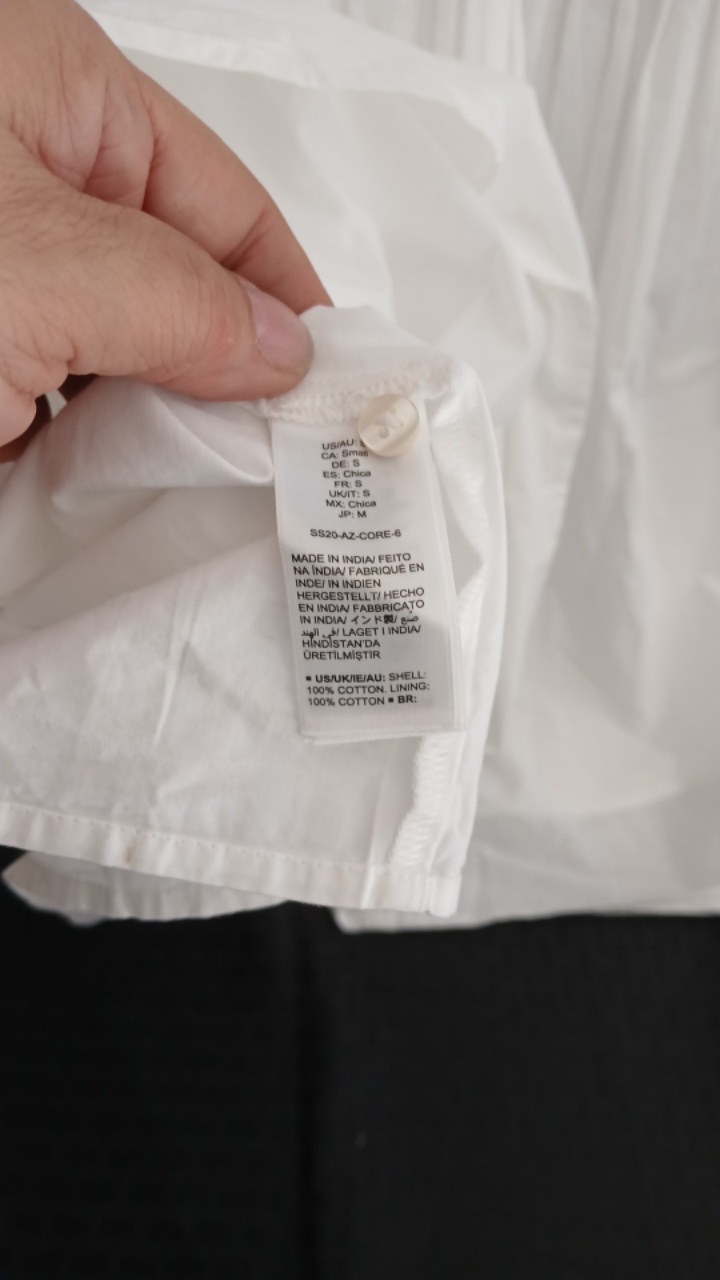 US/AU: S
CA: Small
DE: S
ES: Chica
FR: S
UK/IT: S
MX: Chica
JP: M
SS20-AZ-CORE-6
MADE IN INDIA/ FEITO
NA ÍNDIA/ FABRIQUÉ EN
INDE/ IN INDIEN
HERGESTELLT/ HECHO
EN INDIA/ FABBRICATO
IN INDIA/ インド製/ صنع
في الهند/ LAGET I INDIA/
HİNDİSTAN'DA
ÜRETİLMİŞTİR
▪ US/UK/IE/AU: SHELL:
100% COTTON. LINING:
100% COTTON ▪ BR: